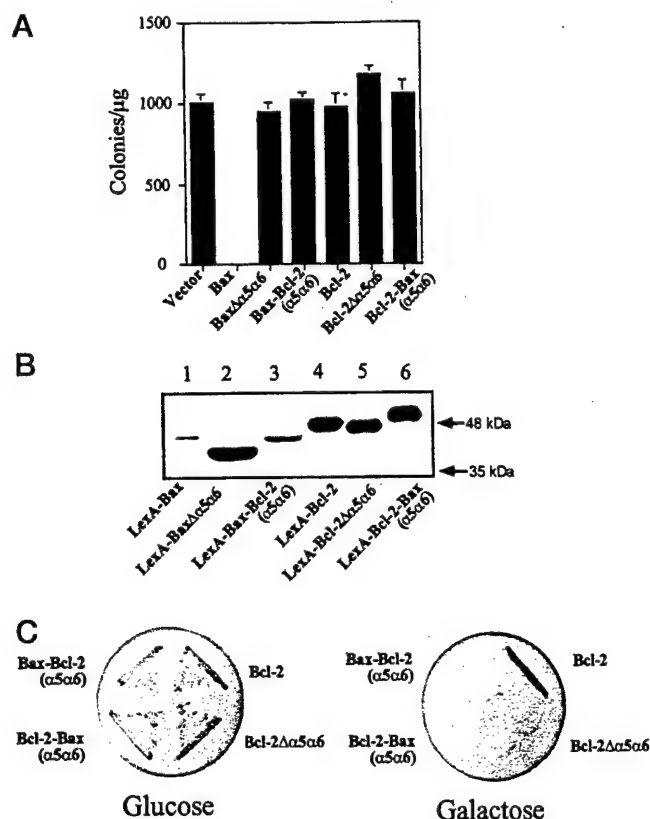 A
1500
1000
500
0
Colonies/µg
Vector
Bax
BaxΔα5α6
Bax-Bcl-2
(α5α6)
Bcl-2
Bcl-2Δα5α6
Bcl-2-Bax
(α5α6)
B
1 2 3 4 5 6
48 kDa
35 kDa
LexA-Bax
LexA-BaxΔα5α6
LexA-Bax-Bcl-2
(α5α6)
LexA-Bcl-2
LexA-Bcl-2Δα5α6
LexA-Bcl-2-Bax
(α5α6)
C
Bax-Bcl-2
(α5α6)
Bcl-2
Bcl-2-Bax
(α5α6)
Bcl-2Δα5α6
Glucose
Bax-Bcl-2
(α5α6)
Bcl-2
Bcl-2-Bax
(α5α6)
Bcl-2Δα5α6
Galactose